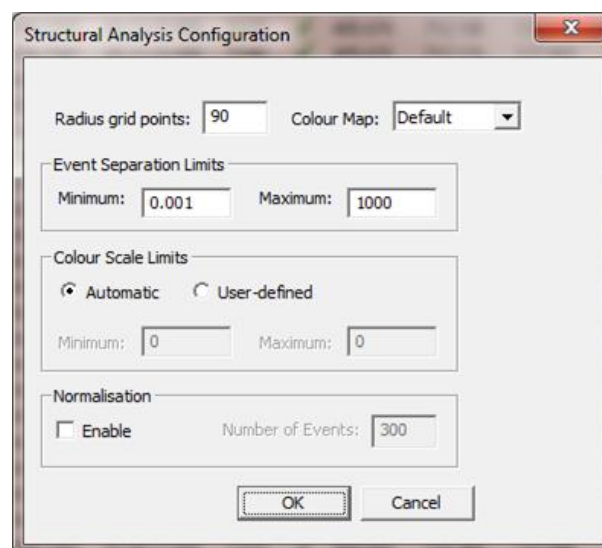 Structural Analysis Configuration
Radius grid points: 90 Colour Map: Default
Event Separation Limits
Minimum: 0.001 Maximum: 1000
Colour Scale Limits
Automatic User-defined
Minimum: 0 Maximum: 0
Normalisation
Enable Number of Events: 300
OK Cancel